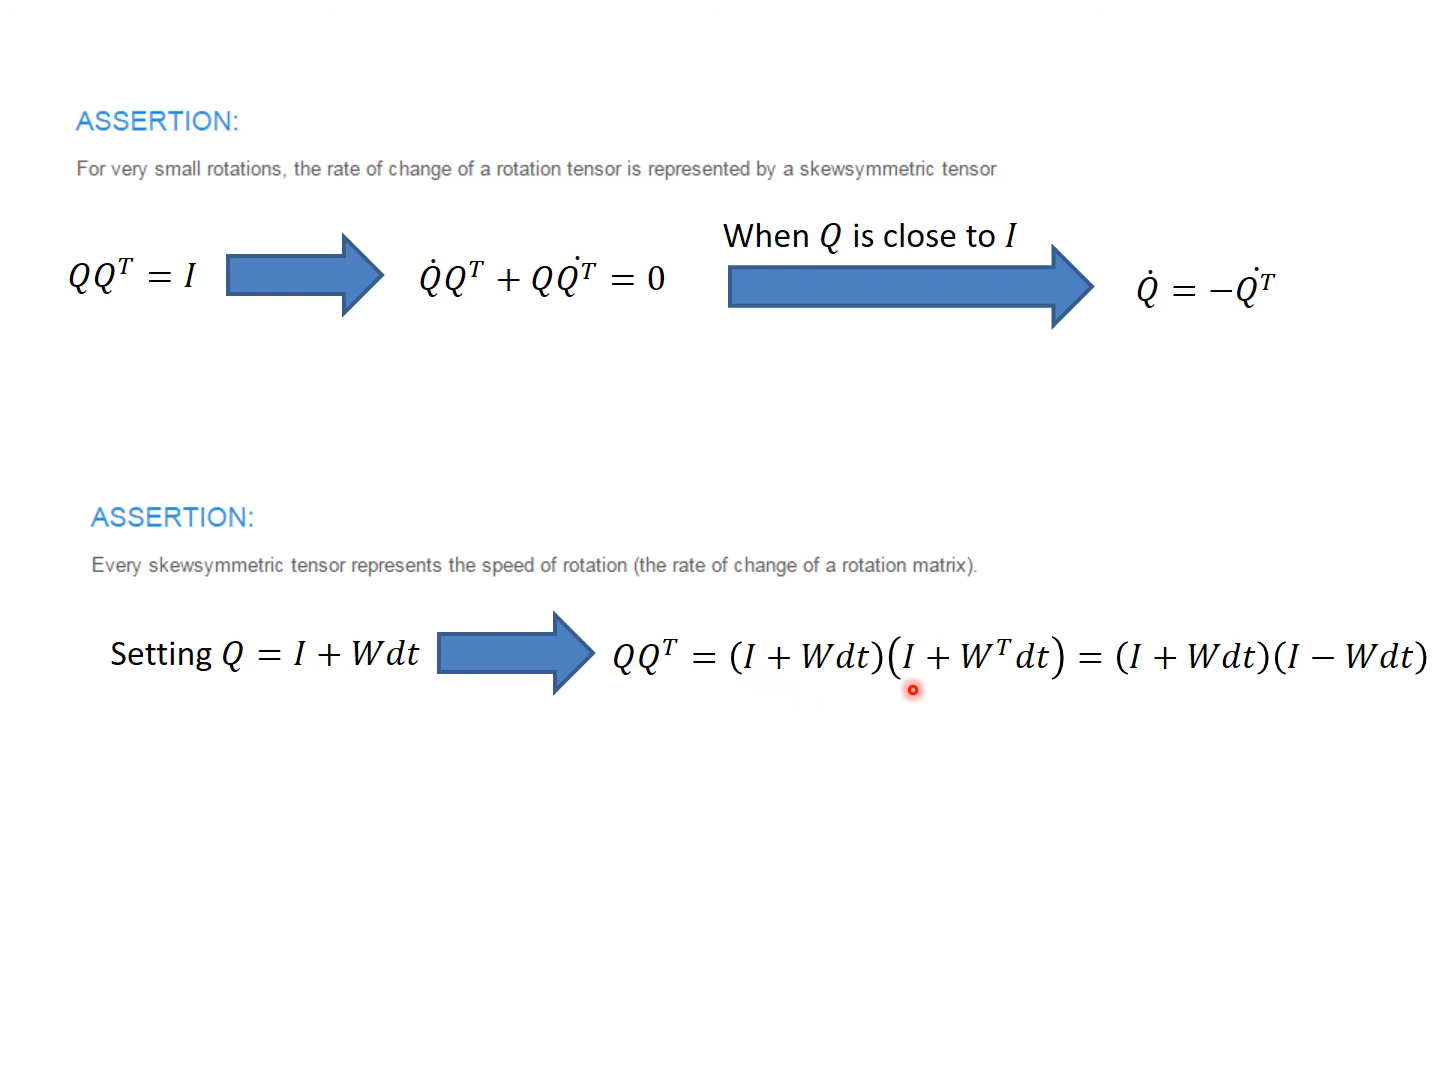 ASSERTION:
For very small rotations, the rate of change of a rotation tensor is represented by a skewsymmetric tensor
When Q is close to I
QQ^T = I
Q̇Q^T + QQ̇^T = 0
Q̇ = −Q̇^T
ASSERTION:
Every skewsymmetric tensor represents the speed of rotation (the rate of change of a rotation matrix).
Setting Q = I + Wdt
QQ^T = (I + Wdt)(I + W^T dt) = (I + Wdt)(I − Wdt)